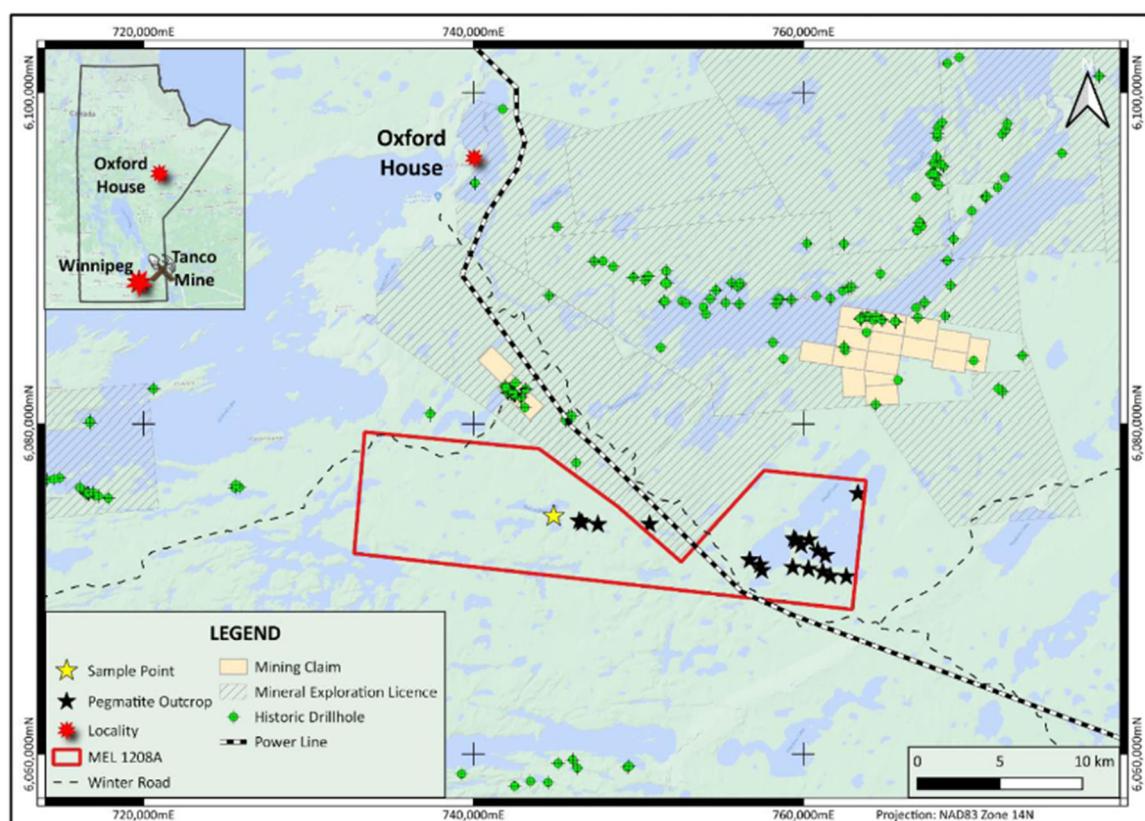 720,000mE
740,000mE
760,000mE
6,100,000mN
6,100,000mN
N
Canada
Oxford
House
Winnipeg
Tanco
Mine
Oxford
House
6,080,000mN
6,080,000mN
LEGEND
Sample Point
Pegmatite Outcrop
Locality
MEL 1208A
Winter Road
Mining Claim
Mineral Exploration Licence
Historic Drillhole
Power Line
0
5
10 km
6,060,000mN
6,060,000mN
720,000mE
740,000mE
760,000mE
Projection: NAD83 Zone 14N